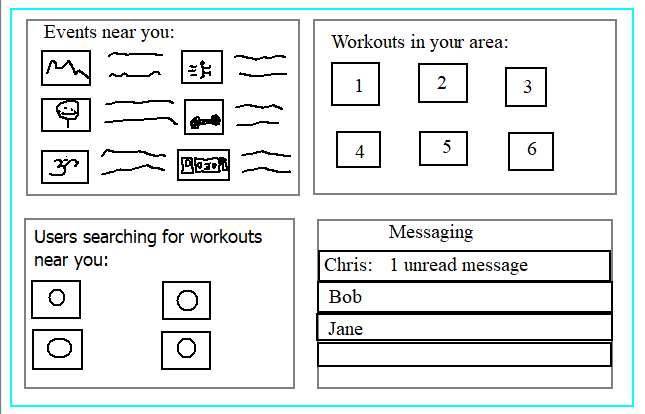 Events near you:
Workouts in your area:
1 2 3
4 5 6
Users searching for workouts
near you:
Messaging
Chris: 1 unread message
Bob
Jane